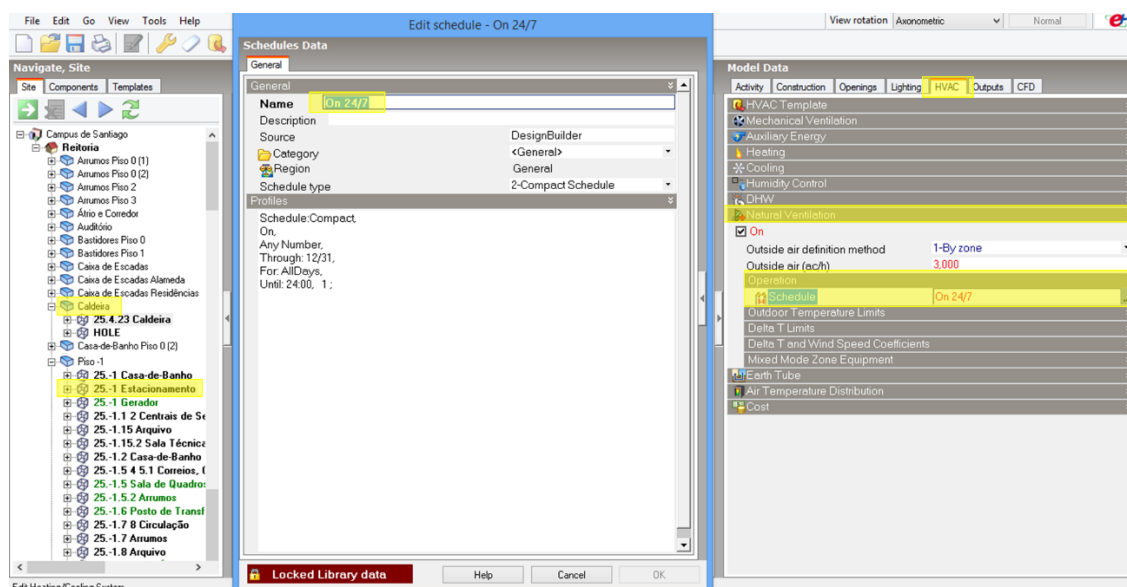 File Edit Go View Tools Help
Edit schedule - On 24/7
View rotation Axonometric Normal
Navigate, Site
Site Components Templates
Campus de Santiago
Reitoria
Arrumos Piso 0 (1)
Arrumos Piso 0 (2)
Arrumos Piso 2
Arrumos Piso 3
Átrio e Corredor
Auditório
Bastidores Piso 0
Bastidores Piso 1
Caixa de Escadas
Caixa de Escadas Alameda
Caixa de Escadas Residências
Caldeira
25.4.23 Caldeira
HOLE
Casa-de-Banho Piso 0 (2)
Piso -1
25.-1 Casa-de-Banho
25.-1 Estacionamento
25.-1 Gerador
25.-1.1 2 Centrais de Se
25.-1.15 Arquivo
25.-1.15.2 Sala Técnica
25.-1.2 Casa-de-Banho
25.-1.5 4 5.1 Correios, (
25.-1.5 Sala de Quadro
25.-1.5.2 Arrumos
25.-1.6 Posto de Transf
25.-1.7 8 Circulação
25.-1.7 Arrumos
25.-1.8 Arquivo
Edit Heating/Cooling System
Schedules Data
General
General
Name On 24/7
Description
Source DesignBuilder
Category <General>
Region General
Schedule type 2-Compact Schedule
Profiles
Schedule:Compact,
On,
Any Number,
Through: 12/31,
For: AllDays,
Until: 24:00, 1 ;
Locked Library data Help Cancel OK
Model Data
Activity Construction Openings Lighting HVAC Outputs CFD
HVAC Template
Mechanical Ventilation
Auxiliary Energy
Heating
Cooling
Humidity Control
DHW
Natural Ventilation
On
Outside air definition method 1-By zone
Outside air (ac/h) 3,000
Operation
Schedule On 24/7
Outdoor Temperature Limits
Delta T Limits
Delta T and Wind Speed Coefficients
Mixed Mode Zone Equipment
Earth Tube
Air Temperature Distribution
Cost